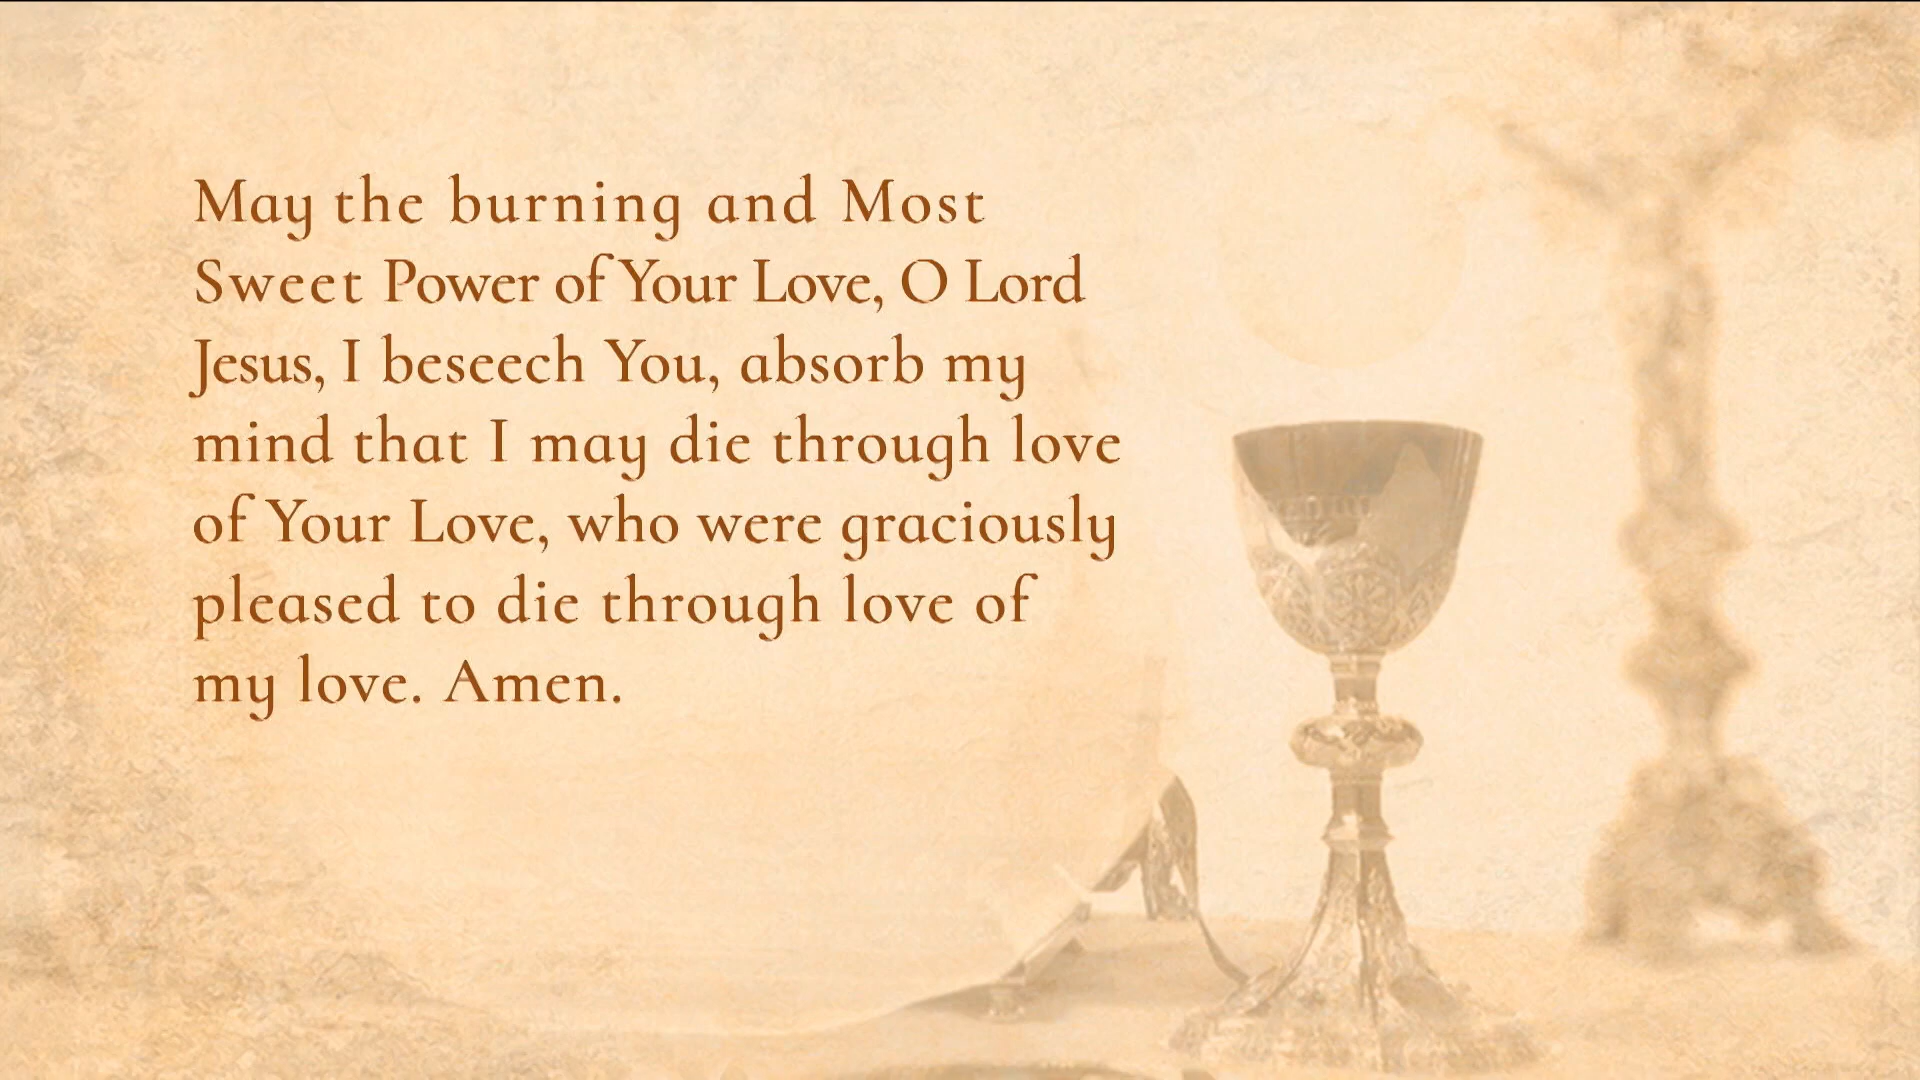 May the burning and Most
Sweet Power of Your Love, O Lord
Jesus, I beseech You, absorb my
mind that I may die through love
of Your Love, who were graciously
pleased to die through love of
my love. Amen.